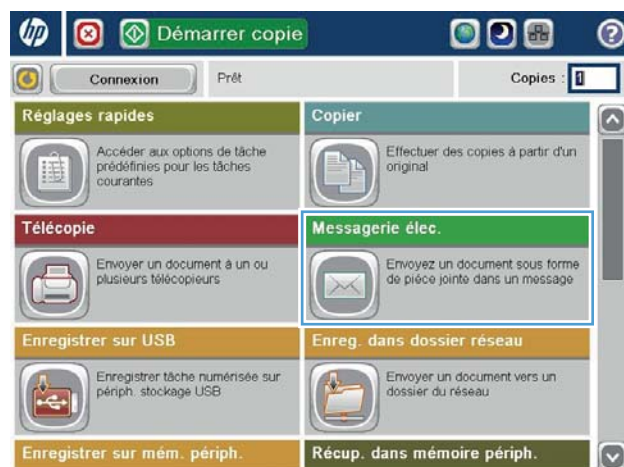 hp
Démarrer copie
?
Connexion
Prêt
Copies :
1
Réglages rapides
Accéder aux options de tâche
prédéfinies pour les tâches
courantes
Copier
Effectuer des copies à partir d'un
original
Télécopie
Envoyer un document à un ou
plusieurs télécopieurs
Messagerie élec.
Envoyez un document sous forme
de pièce jointe dans un message
Enregistrer sur USB
Enregistrer tâche numérisée sur
périph. stockage USB
Enreg. dans dossier réseau
Envoyer un document vers un
dossier du réseau
Enregistrer sur mém. périph.
Récup. dans mémoire périph.